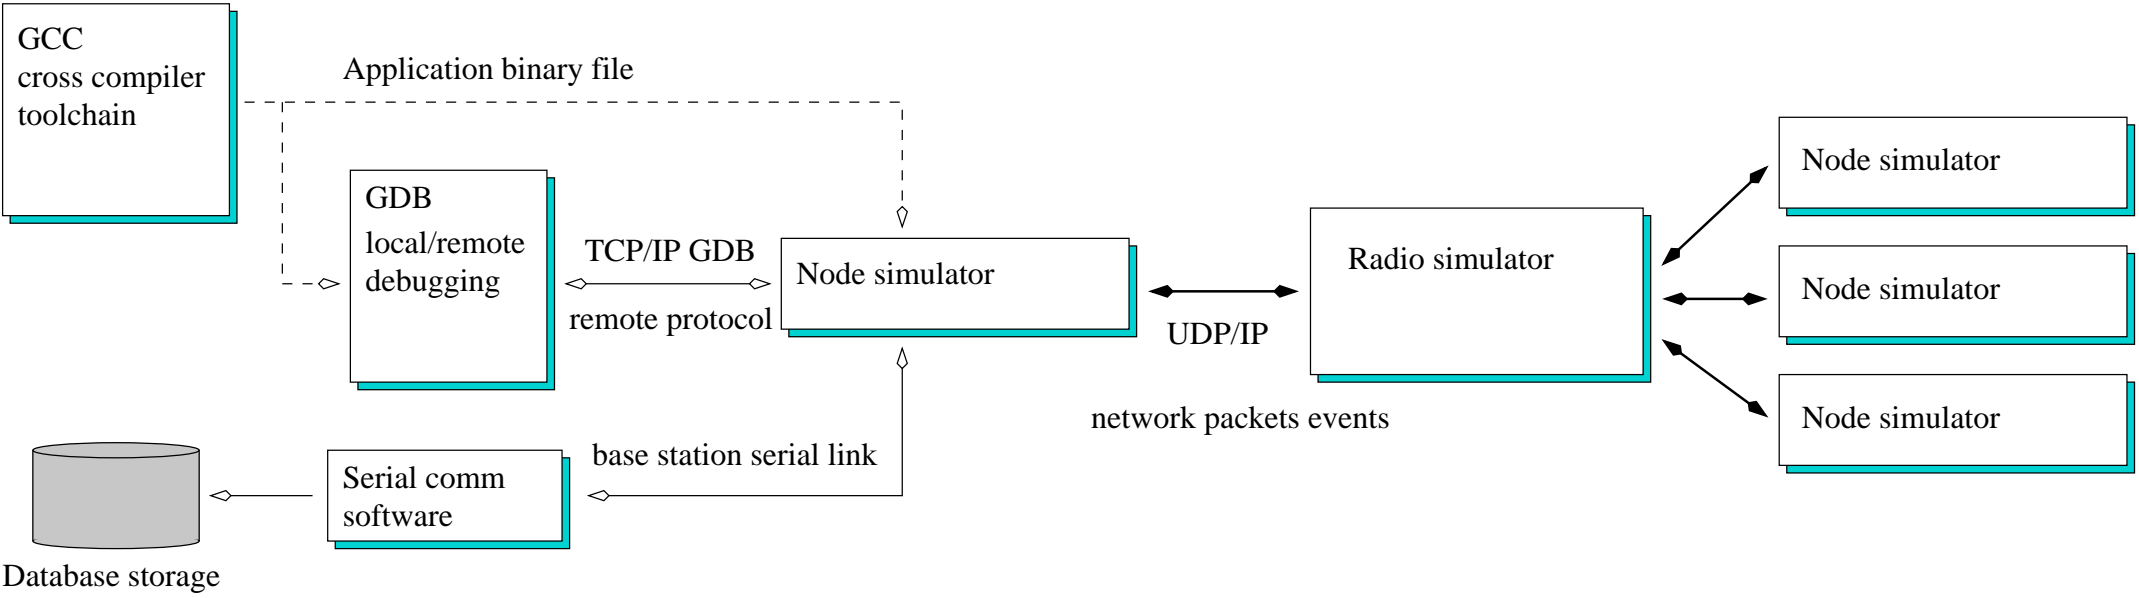 GCC
cross compiler
toolchain
Application binary file
GDB
local/remote
debugging
TCP/IP GDB
remote protocol
Node simulator
UDP/IP
network packets events
Radio simulator
Node simulator
Node simulator
Node simulator
base station serial link
Serial comm
software
Database storage